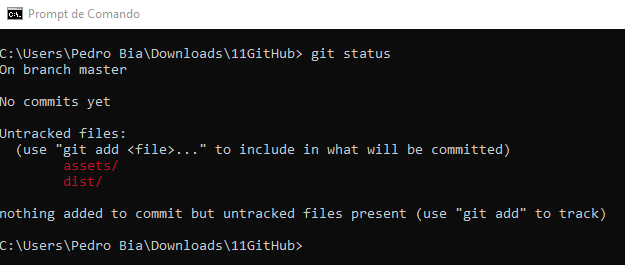 Prompt de Comando
C:\Users\Pedro Bia\Downloads\11GitHub> git status
On branch master
No commits yet
Untracked files:
  (use "git add <file>..." to include in what will be committed)
        assets/
        dist/
nothing added to commit but untracked files present (use "git add" to track)
C:\Users\Pedro Bia\Downloads\11GitHub>